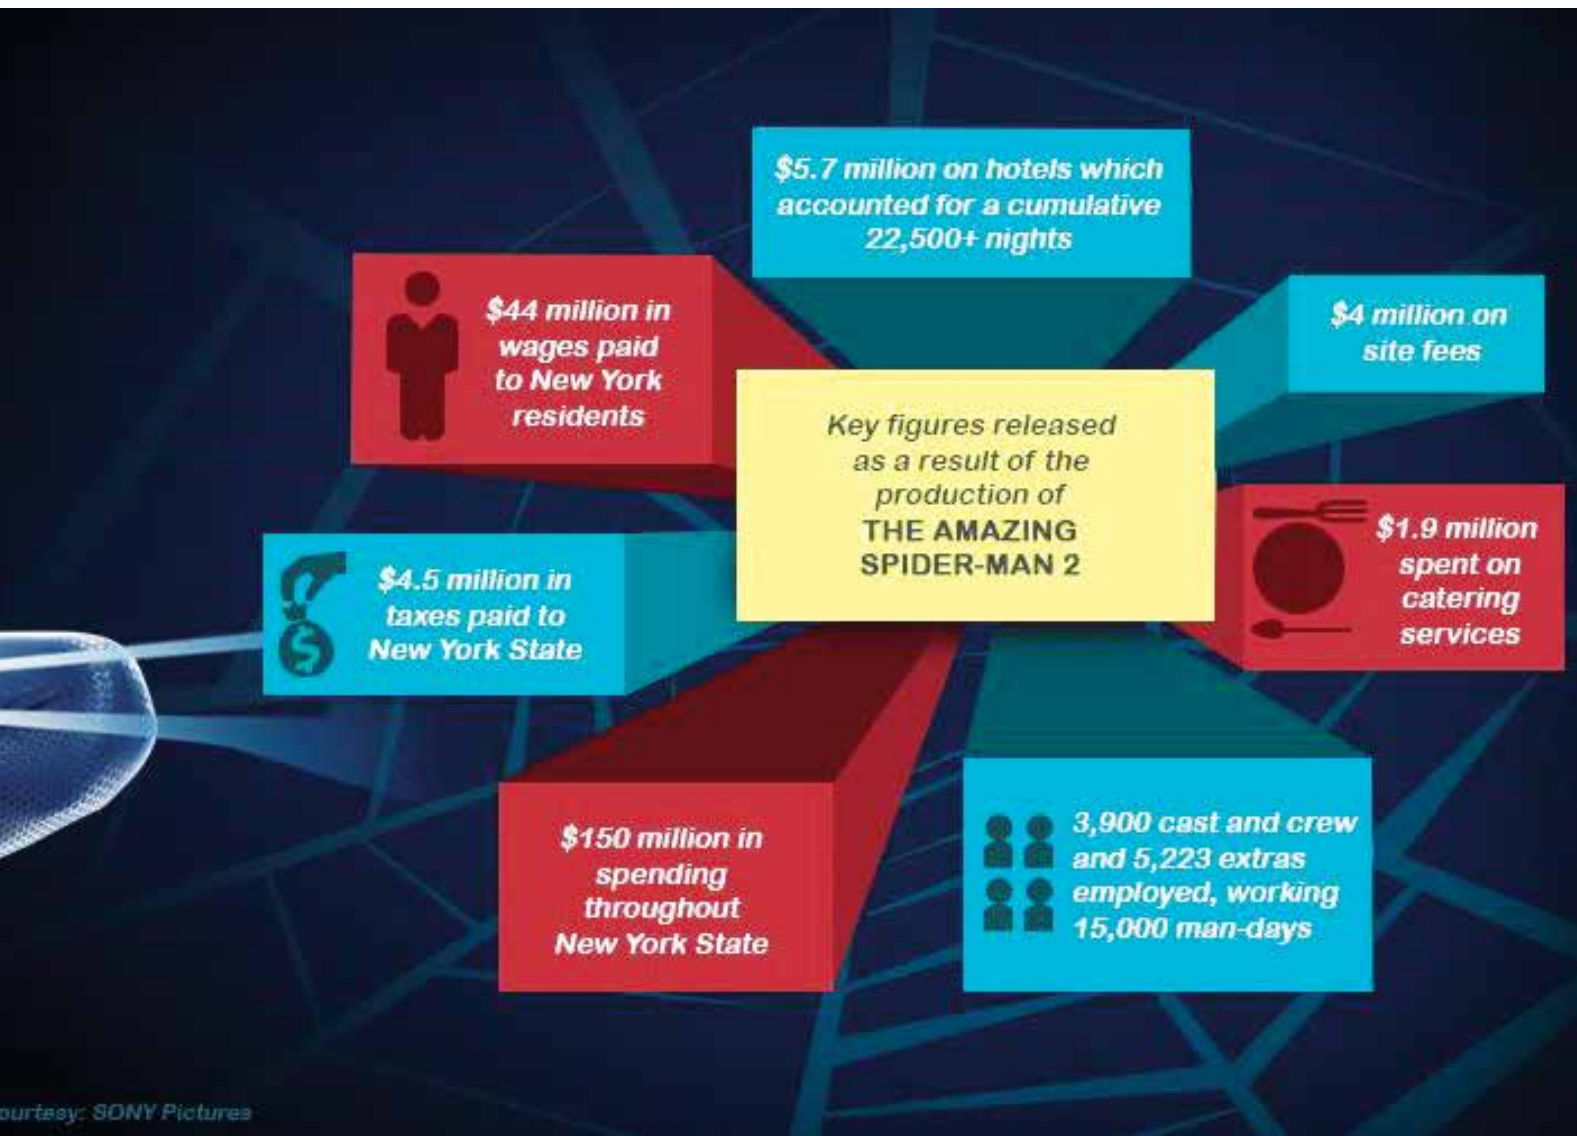 $5.7 million on hotels which
accounted for a cumulative
22,500+ nights
$44 million in
wages paid
to New York
residents
$4 million on
site fees
Key figures released
as a result of the
production of
THE AMAZING
SPIDER-MAN 2
$1.9 million
spent on
catering
services
$4.5 million in
taxes paid to
New York State
$
$150 million in
spending
throughout
New York State
3,900 cast and crew
and 5,223 extras
employed, working
15,000 man-days
ourtesy: SONY Pictures